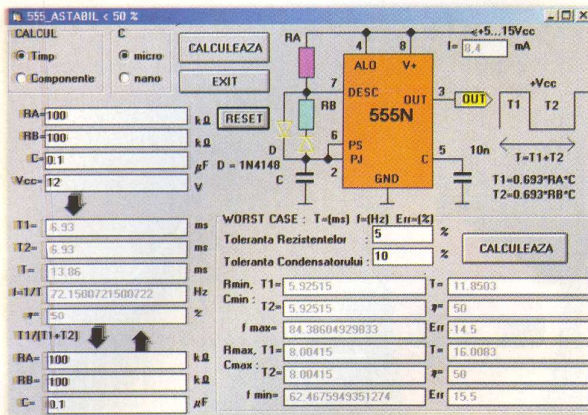 555_ASTABIL < 50 %
CALCUL
Timp
Componente
C
micro
nano
CALCULEAZA
EXIT
RA= 100 kΩ
RESET
RB= 100 kΩ
C= 0.1 µF
Vcc= 12 V
T1= 6.93 ms
T2= 6.93 ms
T= 13.86 ms
f=1/T 72.1500721500722 Hz
50 %
T1/(T1+T2)
RA= 100 kΩ
RB= 100 kΩ
C= 0.1 µF
+5...15Vcc
I= 8,4 mA
RA
4
8
ALO
V+
7
DESC
RB
OUT
3
OUT
555N
+Vcc
T1
T2
6
PS
PJ
2
C
5
10n
D
D = 1N4148
C
GND
T=T1+T2
T1=0.693*RA*C
T2=0.693*RB*C
WORST CASE : T=(ms) f=(Hz) Err=(%)
Toleranta Rezistentelor : 5 %
Toleranta Condensatorului : 10 %
CALCULEAZA
Rmin, T1= 5.92515 T= 11.8503
Cmin :
T2= 5.92515 50
f max= 84.38604929833 Err -14.5
Rmax, T1= 8.00415 T= 16.0083
Cmax :
T2= 8.00415 50
f min= 62.4675949351274 Err 15.5